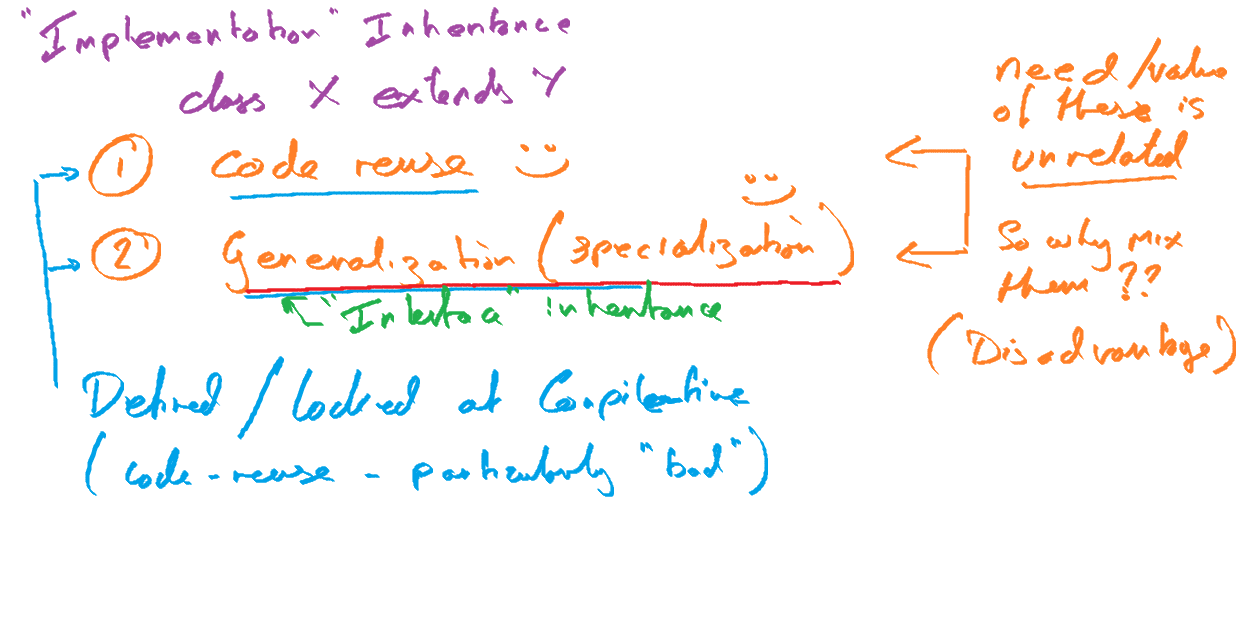 "Implementation" Inheritance
class X extends Y
need/value
of these is
unrelated
1 Code reuse
2 Generalization (specialization)
So why mix
them ??
(Disadvantage)
"Interface" inheritance
Defined / Locked at Compile-time
(code-reuse - particularly "bad")